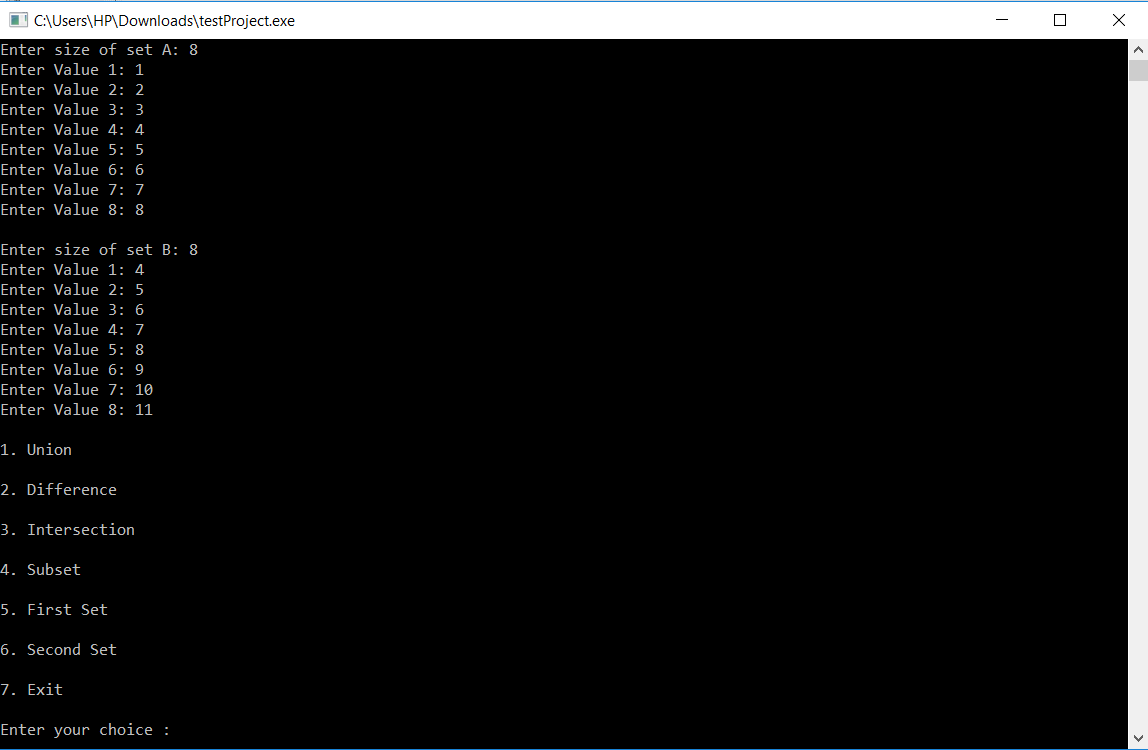 C:\Users\HP\Downloads\testProject.exe
Enter size of set A: 8
Enter Value 1: 1
Enter Value 2: 2
Enter Value 3: 3
Enter Value 4: 4
Enter Value 5: 5
Enter Value 6: 6
Enter Value 7: 7
Enter Value 8: 8
Enter size of set B: 8
Enter Value 1: 4
Enter Value 2: 5
Enter Value 3: 6
Enter Value 4: 7
Enter Value 5: 8
Enter Value 6: 9
Enter Value 7: 10
Enter Value 8: 11
1. Union
2. Difference
3. Intersection
4. Subset
5. First Set
6. Second Set
7. Exit
Enter your choice :